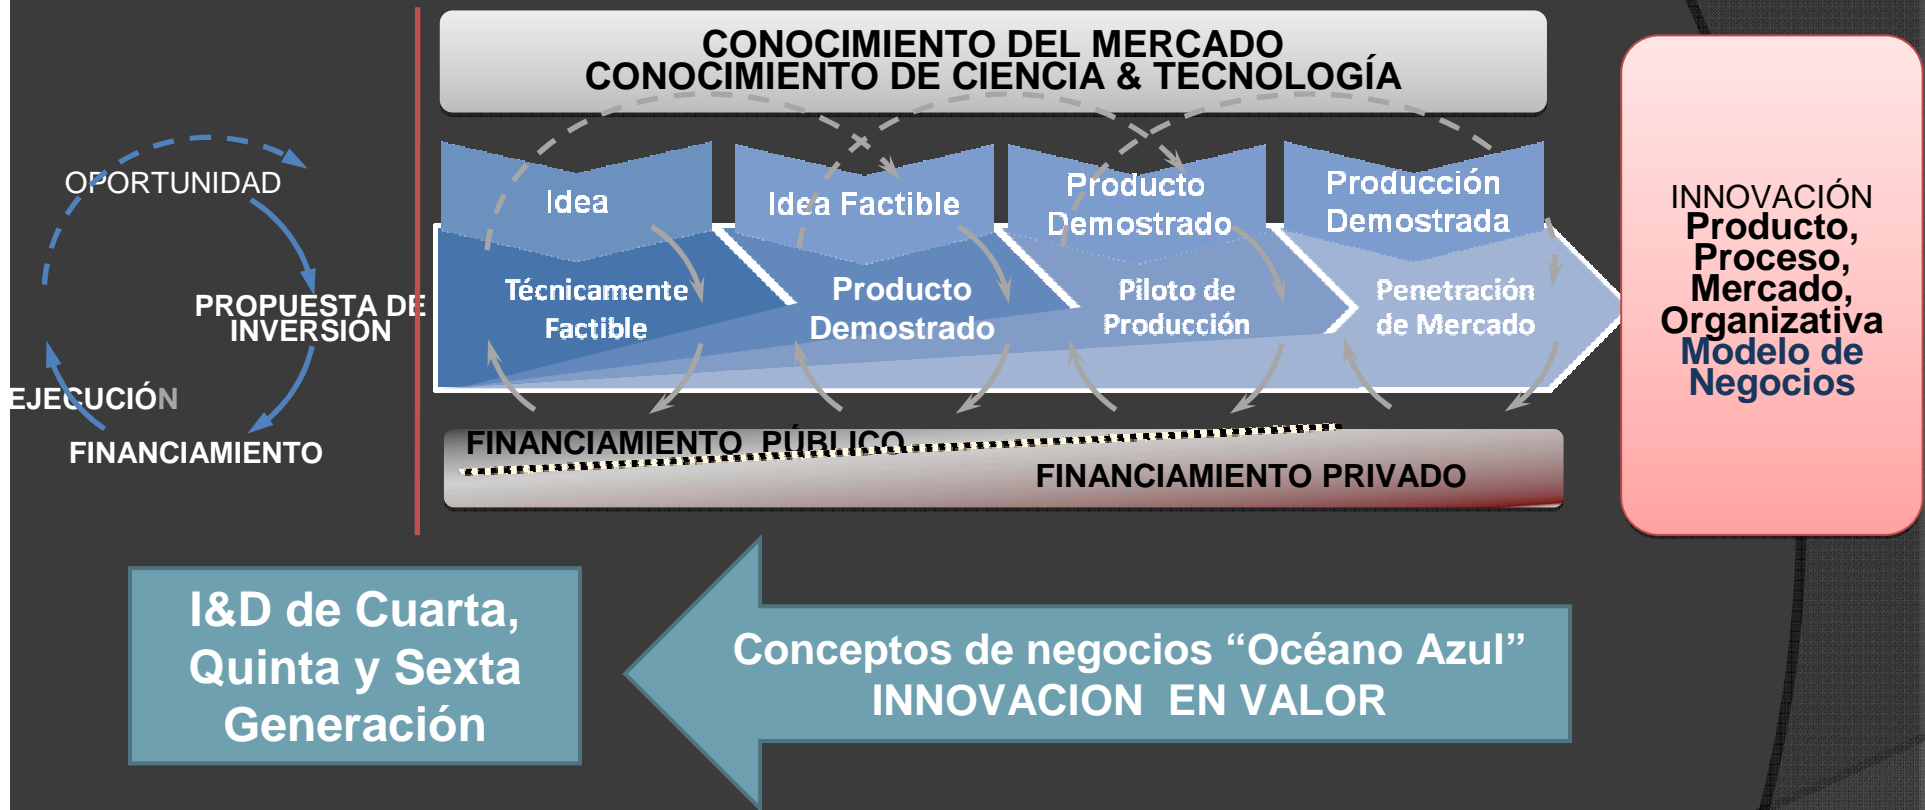 CONOCIMIENTO DEL MERCADO
CONOCIMIENTO DE CIENCIA & TECNOLOGÍA
OPORTUNIDAD
PROPUESTA DE
INVERSIÓN
EJECUCIÓN
FINANCIAMIENTO
Idea
Idea Factible
Producto
Demostrado
Producción
Demostrada
Técnicamente
Factible
Producto
Demostrado
Piloto de
Producción
Penetración
de Mercado
FINANCIAMIENTO PÚBLICO
FINANCIAMIENTO PRIVADO
INNOVACIÓN
Producto,
Proceso,
Mercado,
Organizativa
Modelo de
Negocios
I&D de Cuarta,
Quinta y Sexta
Generación
Conceptos de negocios “Océano Azul”
INNOVACION EN VALOR